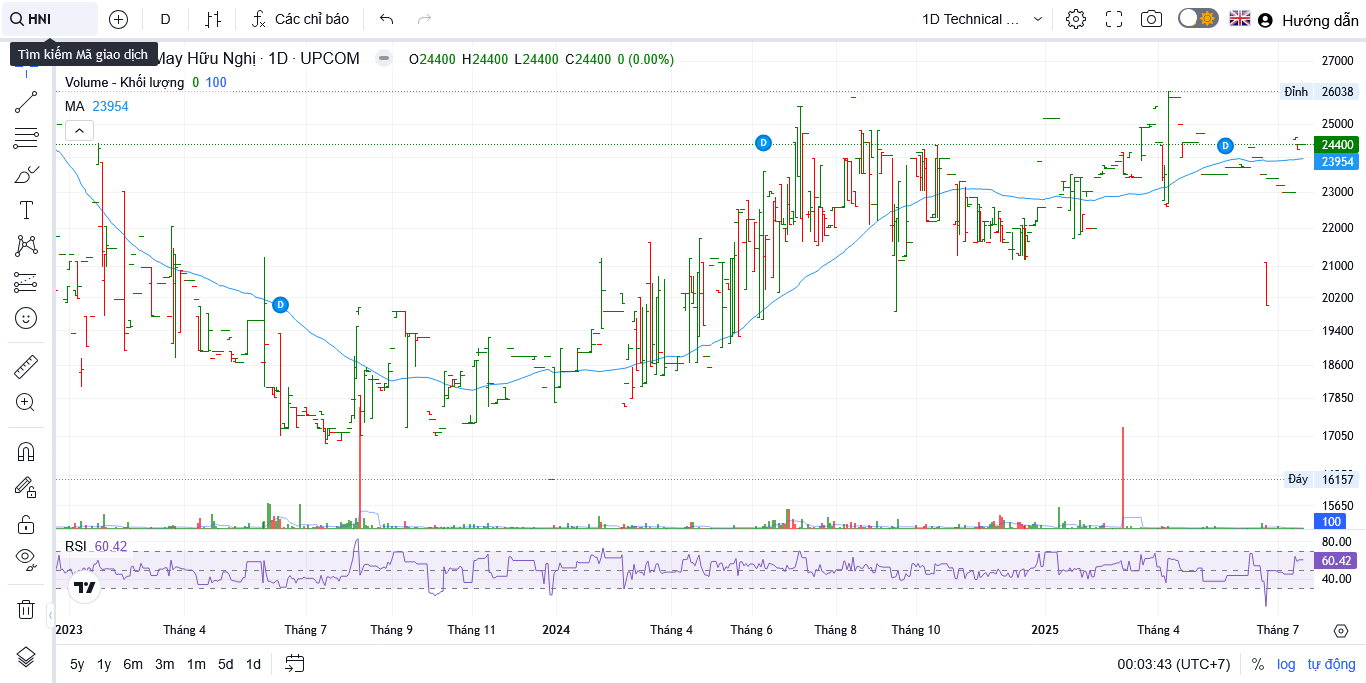 HNI
D
Các chỉ báo
1D Technical ...
Hướng dẫn
Tìm kiếm Mã giao dịch
May Hữu Nghị · 1D · UPCOM
O24400 H24400 L24400 C24400 0 (0.00%)
Volume - Khối lượng 0 100
MA 23954
27000
Đỉnh 26038
25000
24400
23954
23000
22000
21000
20200
19400
18600
17850
17050
Đáy 16157
15650
100
D
D
D
RSI 60.42
80.00
60.42
40.00
2023 Tháng 4 Tháng 7 Tháng 9 Tháng 11 2024 Tháng 4 Tháng 6 Tháng 8 Tháng 10 2025 Tháng 4 Tháng 7
5y 1y 6m 3m 1m 5d 1d
00:03:43 (UTC+7) % log tự động